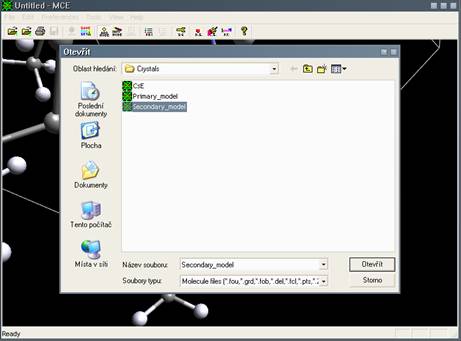 Untitled - MCE
File Edit Preferences Tools View Help
Otevřít
Oblast hledání: Crystals
CsE
Primary_model
Secondary_model
Poslední
dokumenty
Plocha
Dokumenty
Tento počítač
Místa v síti
Název souboru: Secondary_model Otevřít
Soubory typu: Molecule files (*.fou,*.grd,*.fob,*.del,*.fcl,*.pts,*. Storno
Ready